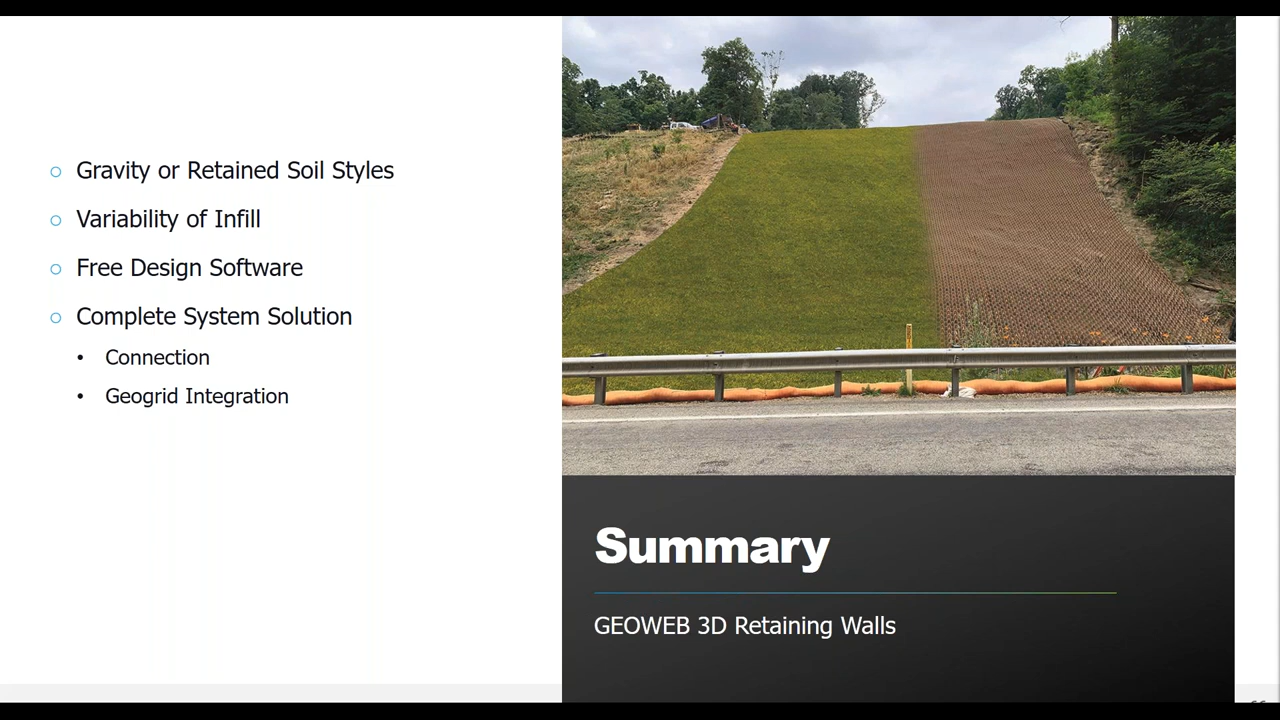 Gravity or Retained Soil Styles
Variability of Infill
Free Design Software
Complete System Solution
Connection
Geogrid Integration
Summary
GEOWEB 3D Retaining Walls